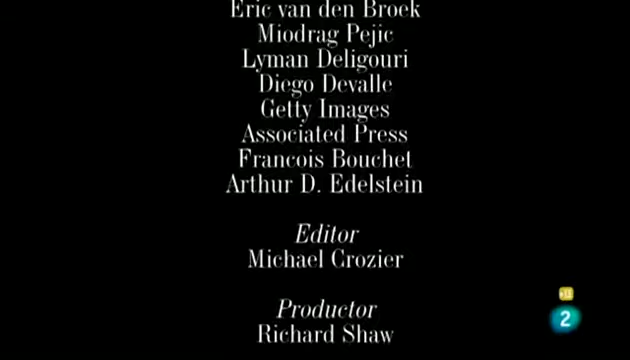 Eric van den Broek
Miodrag Pejic
Lyman Deligouri
Diego Devalle
Getty Images
Associated Press
Francois Bouchet
Arthur D. Edelstein
Editor
Michael Crozier
Productor
Richard Shaw
2